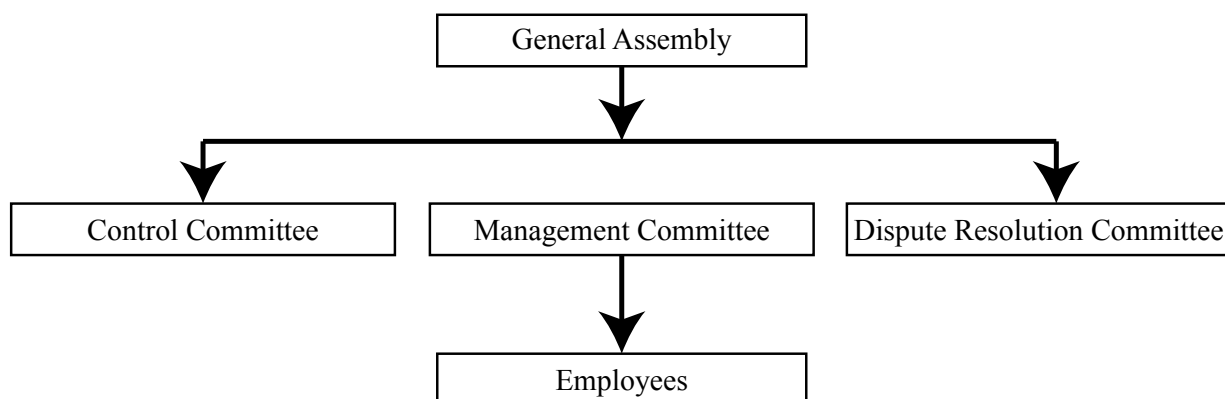 General Assembly
Control Committee
Management Committee
Dispute Resolution Committee
Employees